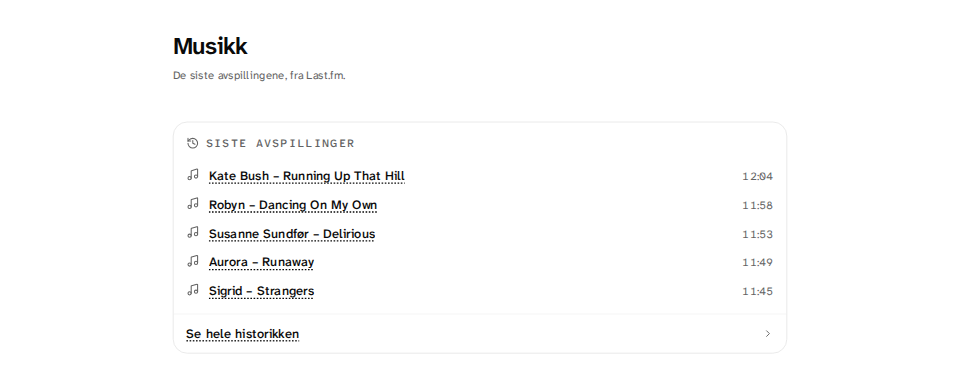 Musikk
De siste avspillingene, fra Last.fm.
SISTE AVSPILLINGER
Kate Bush – Running Up That Hill 12:04
Robyn – Dancing On My Own 11:58
Susanne Sundfør – Delirious 11:53
Aurora – Runaway 11:49
Sigrid – Strangers 11:45
Se hele historikken